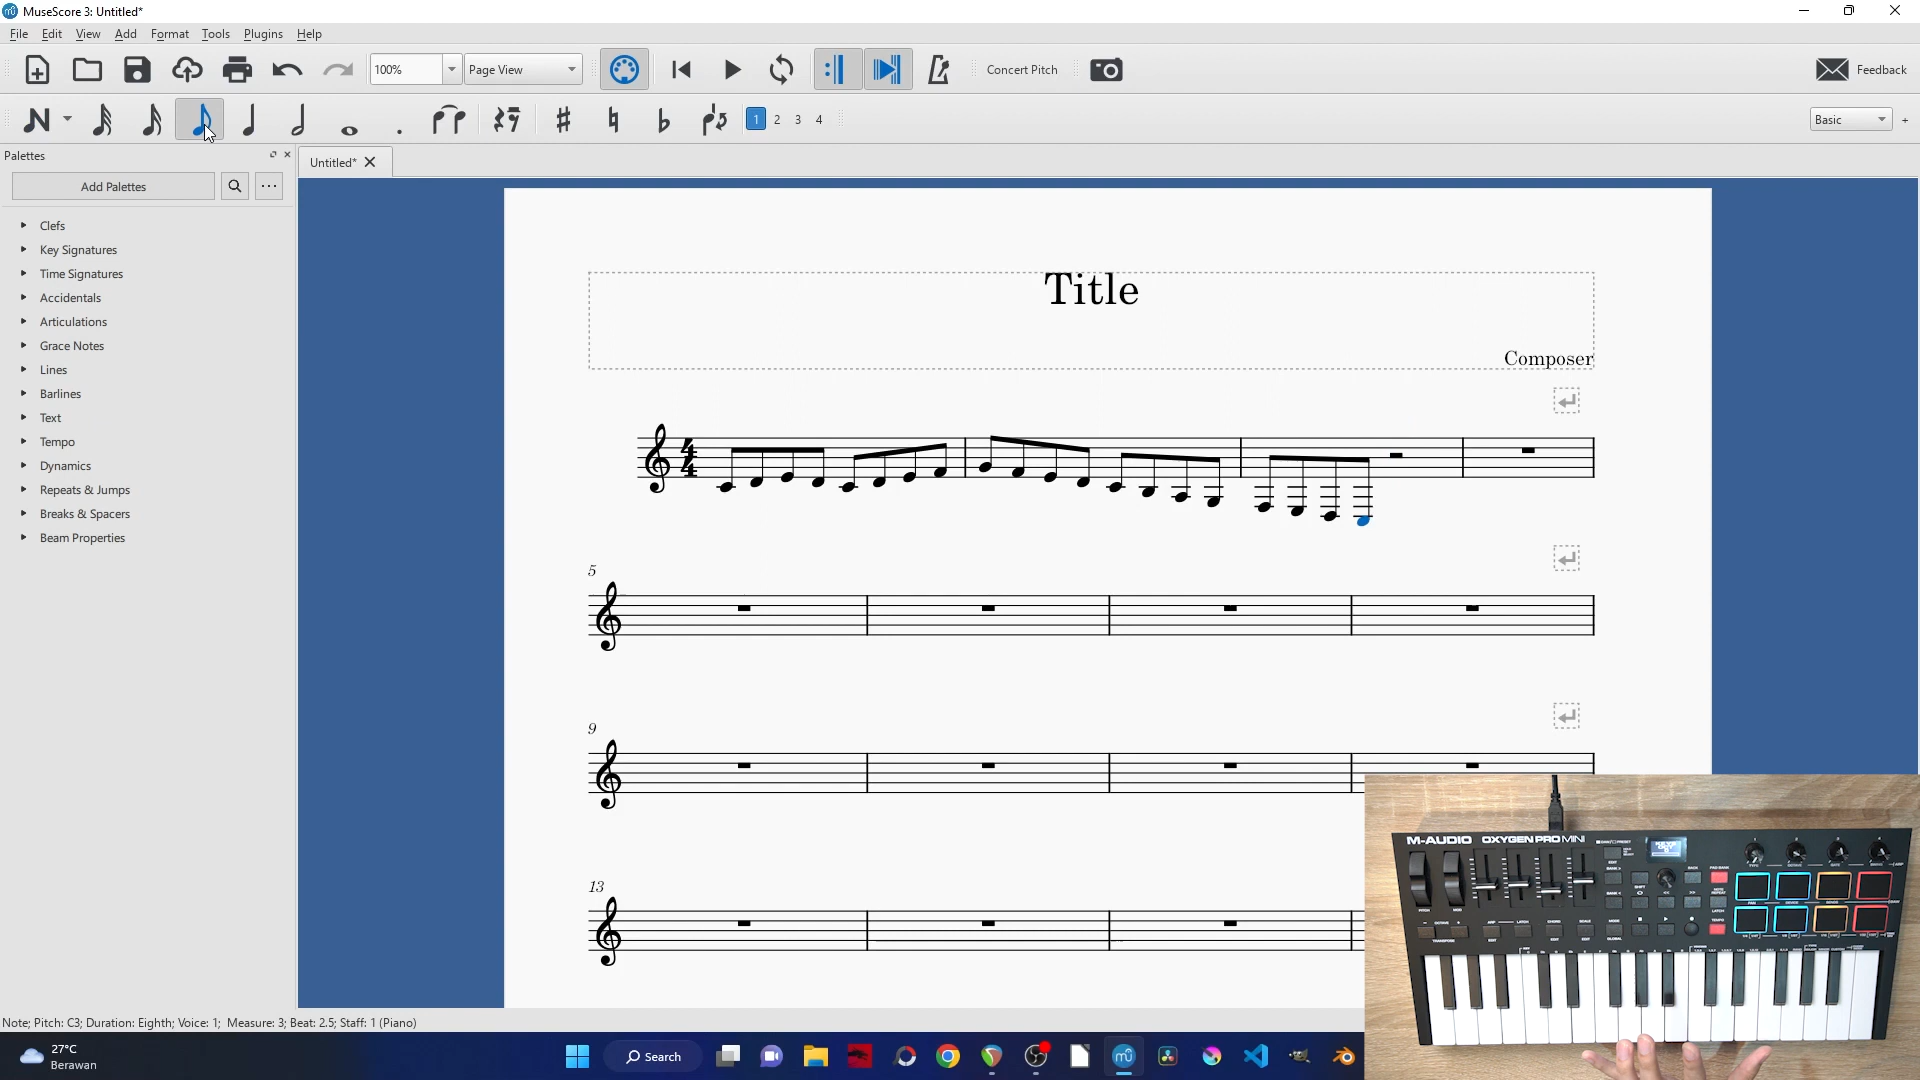 MuseScore 3: Untitled*
File Edit View Add Format Tools Plugins Help
100% Page View Concert Pitch Feedback
1 2 3 4 Basic +
Palettes
Untitled*
Add Palettes
Clefs
Key Signatures
Time Signatures
Accidentals
Articulations
Grace Notes
Lines
Barlines
Text
Tempo
Dynamics
Repeats & Jumps
Breaks & Spacers
Beam Properties
Title
Composer
4
4
5
9
13
M-AUDIO OXYGEN PRO MINI
Note; Pitch: C3; Duration: Eighth; Voice: 1; Measure: 3; Beat: 2.5; Staff: 1 (Piano)
27°C
Berawan
Search